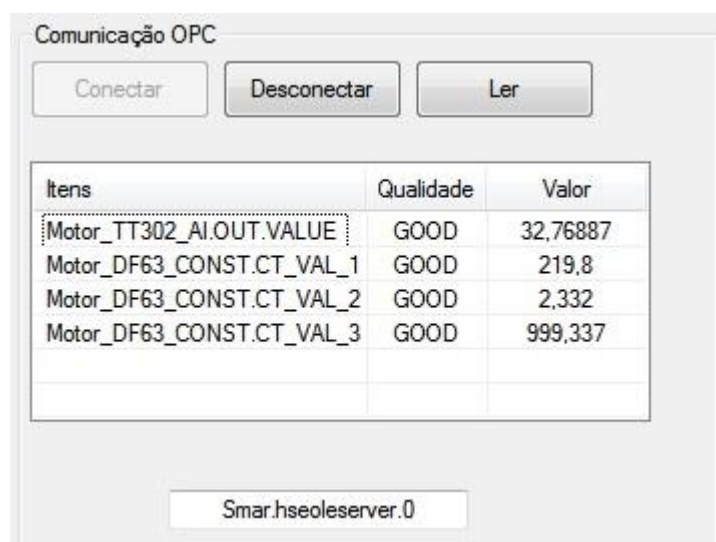 Comunicação OPC
Conectar Desconectar Ler
Itens Qualidade Valor
Motor_TT302_AI.OUT.VALUE GOOD 32,76887
Motor_DF63_CONST.CT_VAL_1 GOOD 219,8
Motor_DF63_CONST.CT_VAL_2 GOOD 2,332
Motor_DF63_CONST.CT_VAL_3 GOOD 999,337
Smar.hseoleserver.0